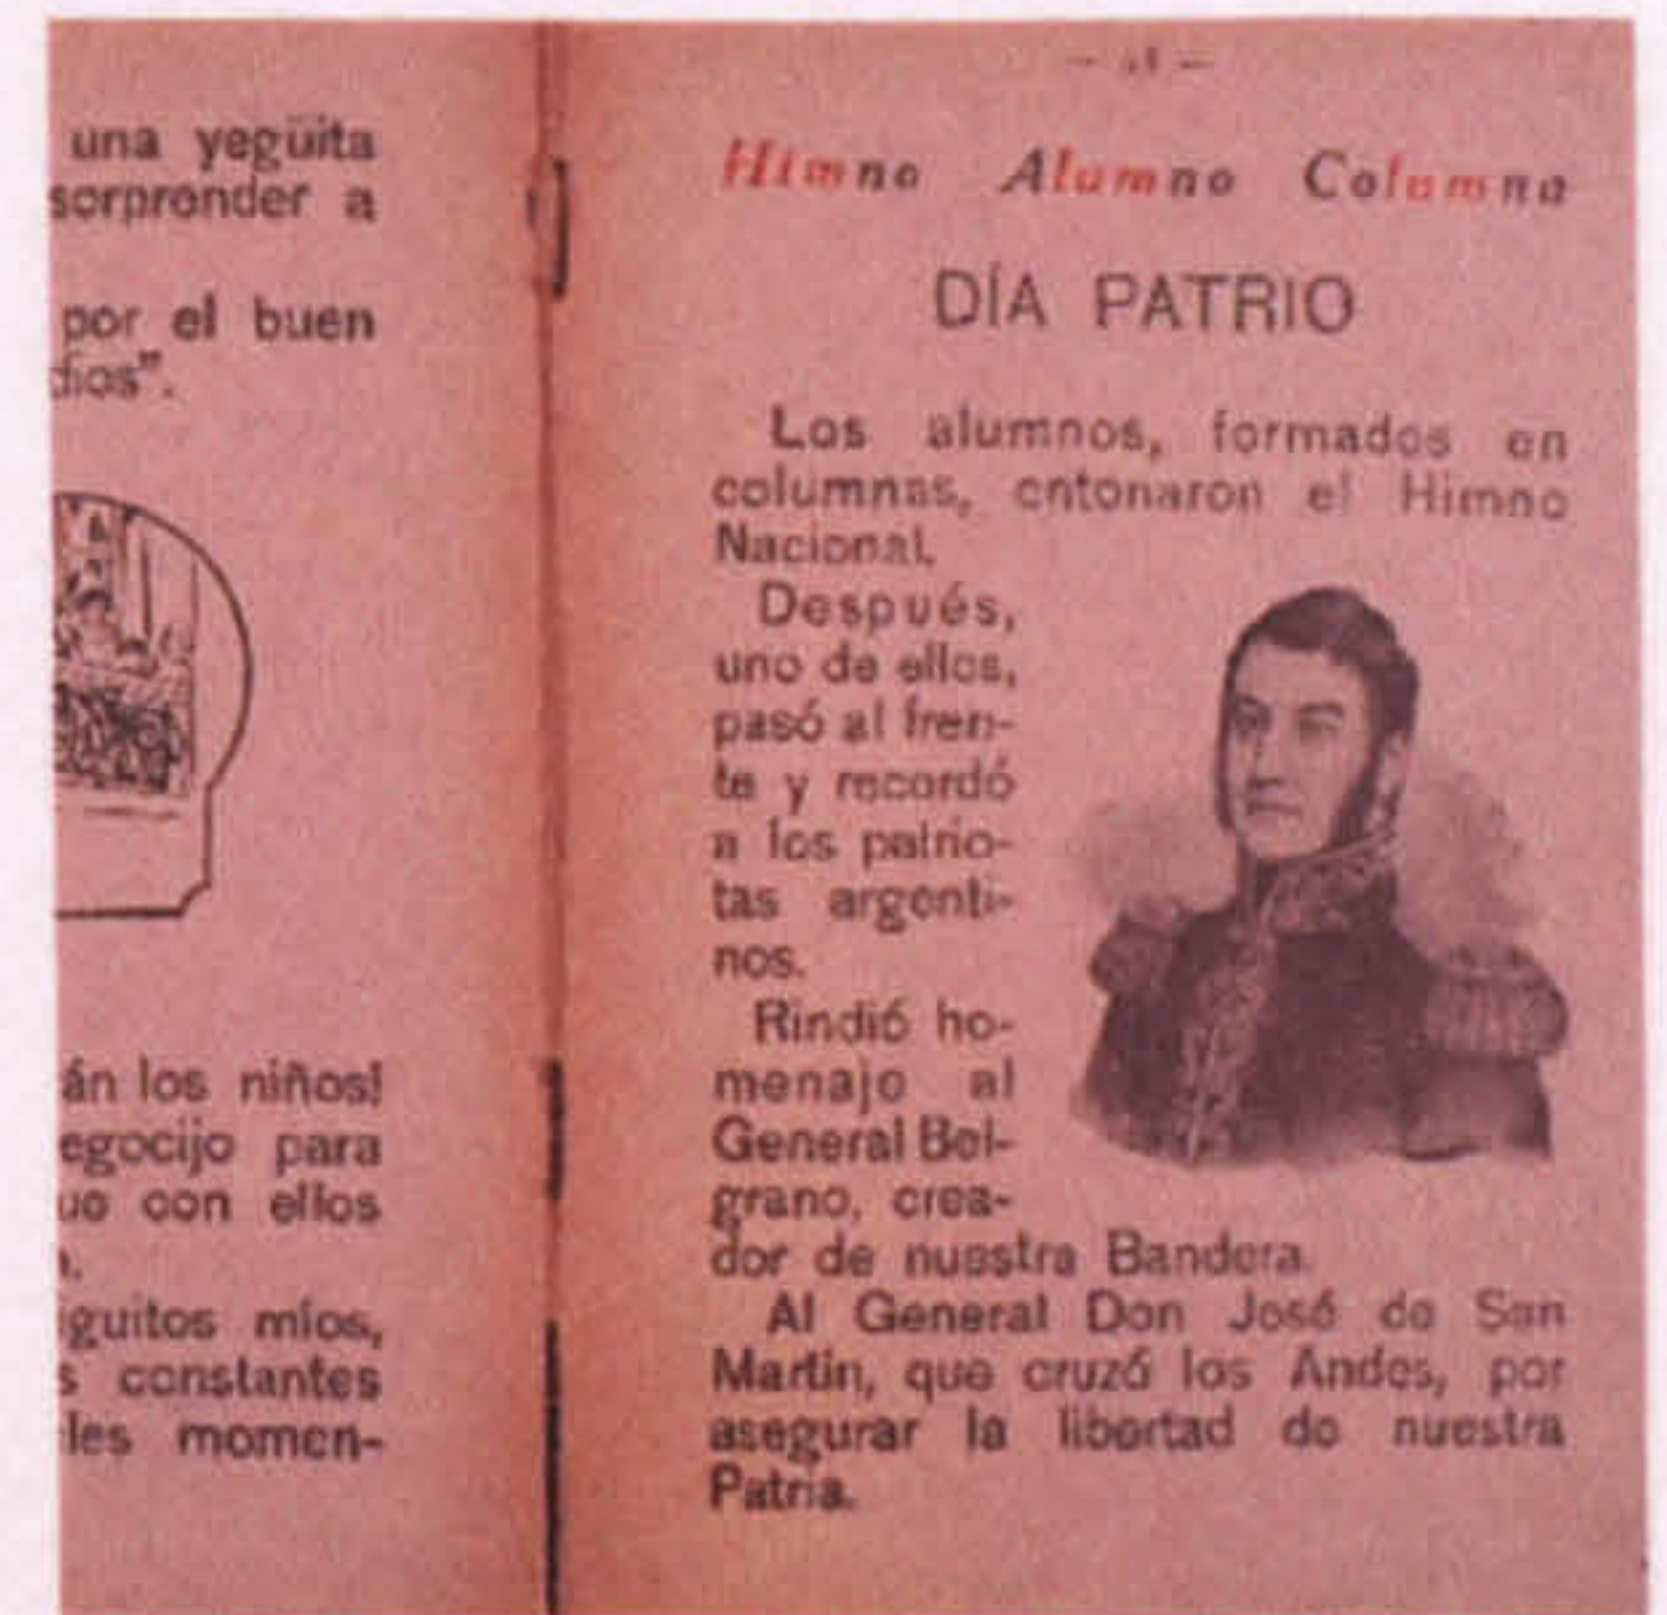 una yegüita
sorprender a
por el buen
dios".
án los niños!
egocijo para
ue con ellos
guitos míos,
s constantes
les momen-
Himno Alumno Columna
DÍA PATRIO
Los alumnos, formados en
columnas, entonaron el Himno
Nacional.
Después,
uno de ellos,
pasó al fren-
te y recordó
a los patrio-
tas argenti-
nos.
Rindió ho-
menaje al
General Bel-
grano, crea-
dor de nuestra Bandera.
Al General Don José de San
Martín, que cruzó los Andes, por
asegurar la libertad de nuestra
Patria.